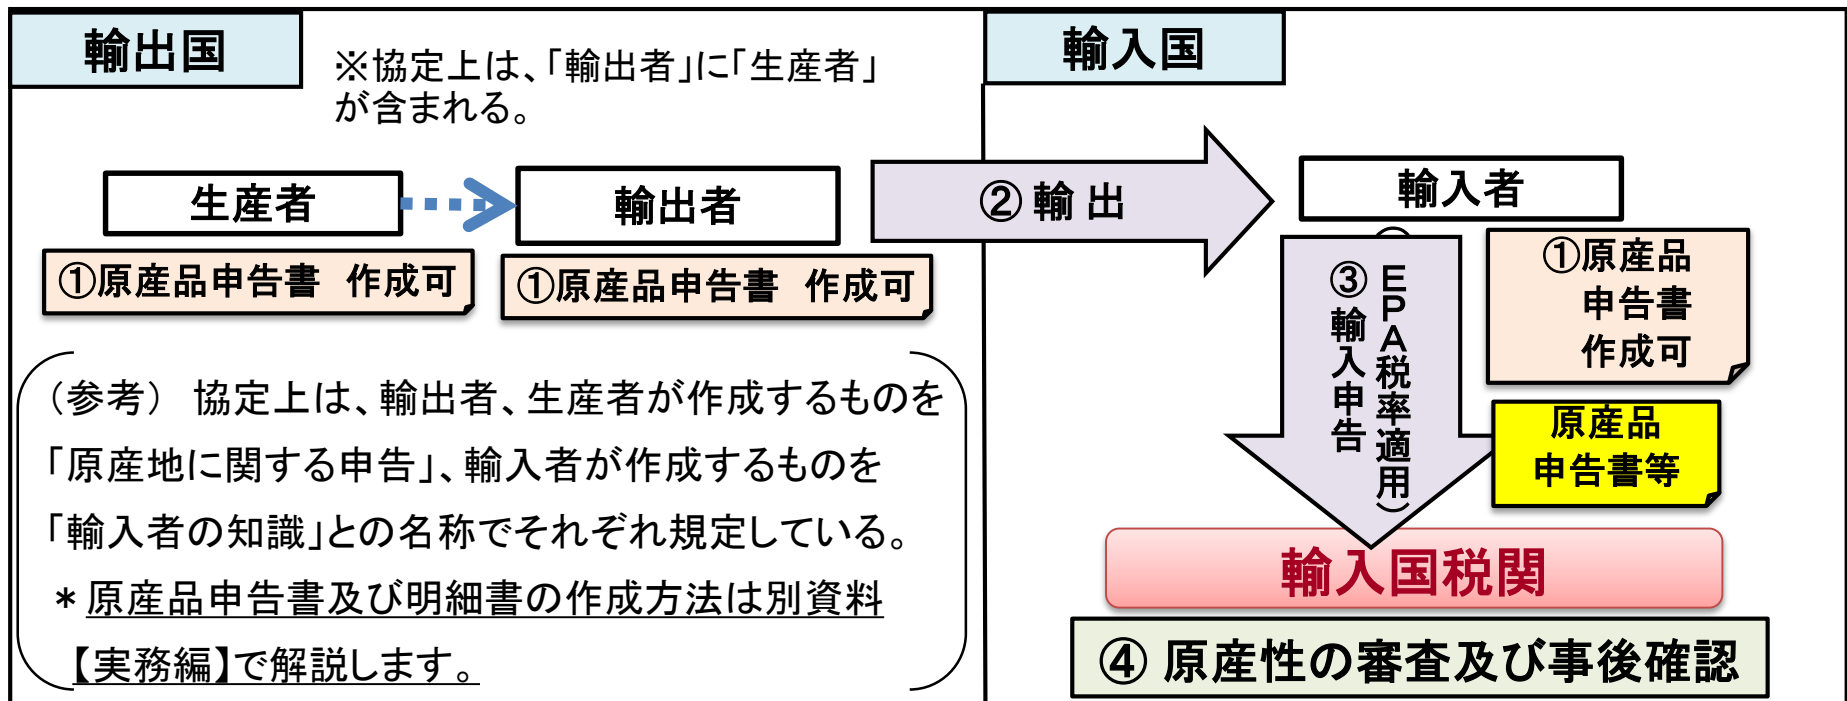 輸出国
※協定上は、「輸出者」に「生産者」
が含まれる。
生産者
輸出者
①原産品申告書 作成可
①原産品申告書 作成可
(参考) 協定上は、輸出者、生産者が作成するものを
「原産地に関する申告」、輸入者が作成するものを
「輸入者の知識」との名称でそれぞれ規定している。
*原産品申告書及び明細書の作成方法は別資料
【実務編】で解説します。
②輸 出
輸入国
輸入者
③輸入申告
(EPA税率適用)
①原産品
申告書
作成可
原産品
申告書等
輸入国税関
④ 原産性の審査及び事後確認